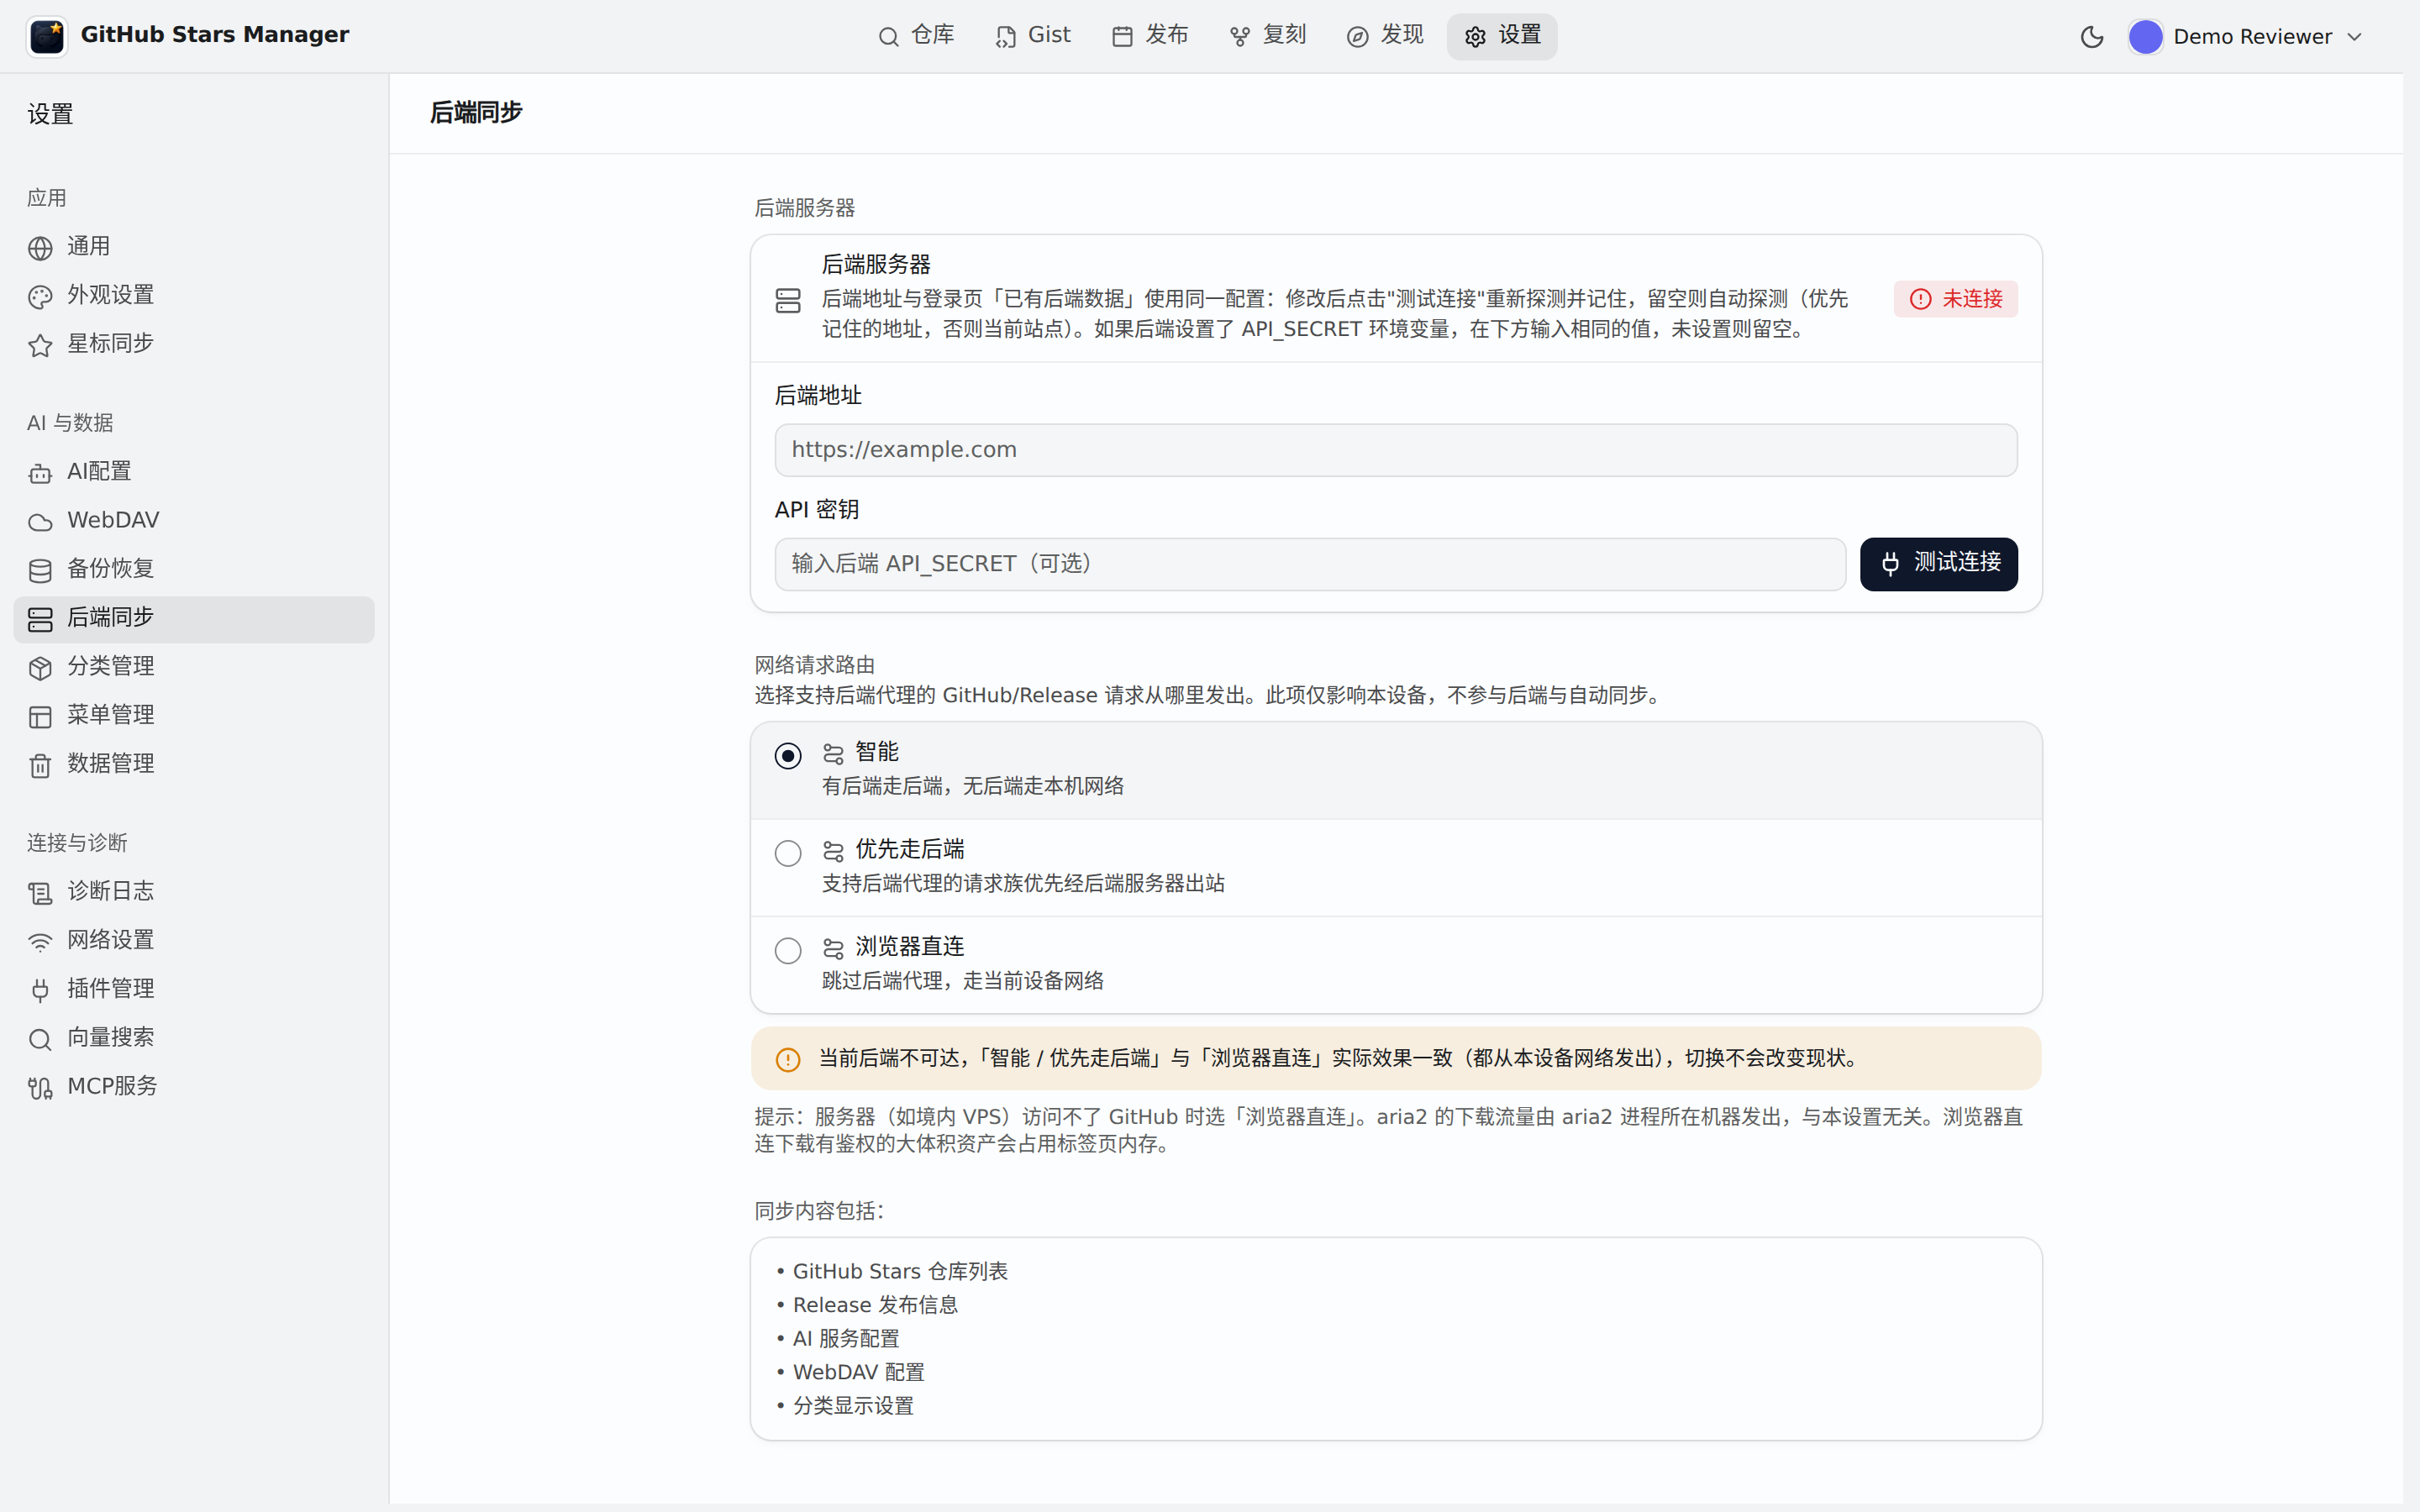 GitHub Stars Manager
仓库
Gist
发布
复刻
发现
设置
Demo Reviewer
设置
应用
通用
外观设置
星标同步
AI 与数据
AI配置
WebDAV
备份恢复
后端同步
分类管理
菜单管理
数据管理
连接与诊断
诊断日志
网络设置
插件管理
向量搜索
MCP服务
后端同步
后端服务器
后端服务器
后端地址与登录页「已有后端数据」使用同一配置：修改后点击"测试连接"重新探测并记住，留空则自动探测（优先
记住的地址，否则当前站点）。如果后端设置了 API_SECRET 环境变量，在下方输入相同的值，未设置则留空。
未连接
后端地址
https://example.com
API 密钥
输入后端 API_SECRET（可选）
测试连接
网络请求路由
选择支持后端代理的 GitHub/Release 请求从哪里发出。此项仅影响本设备，不参与后端与自动同步。
智能
有后端走后端，无后端走本机网络
优先走后端
支持后端代理的请求族优先经后端服务器出站
浏览器直连
跳过后端代理，走当前设备网络
当前后端不可达，「智能 / 优先走后端」与「浏览器直连」实际效果一致（都从本设备网络发出），切换不会改变现状。
提示：服务器（如境内 VPS）访问不了 GitHub 时选「浏览器直连」。aria2 的下载流量由 aria2 进程所在机器发出，与本设置无关。浏览器直
连下载有鉴权的大体积资产会占用标签页内存。
同步内容包括：
• GitHub Stars 仓库列表
• Release 发布信息
• AI 服务配置
• WebDAV 配置
• 分类显示设置